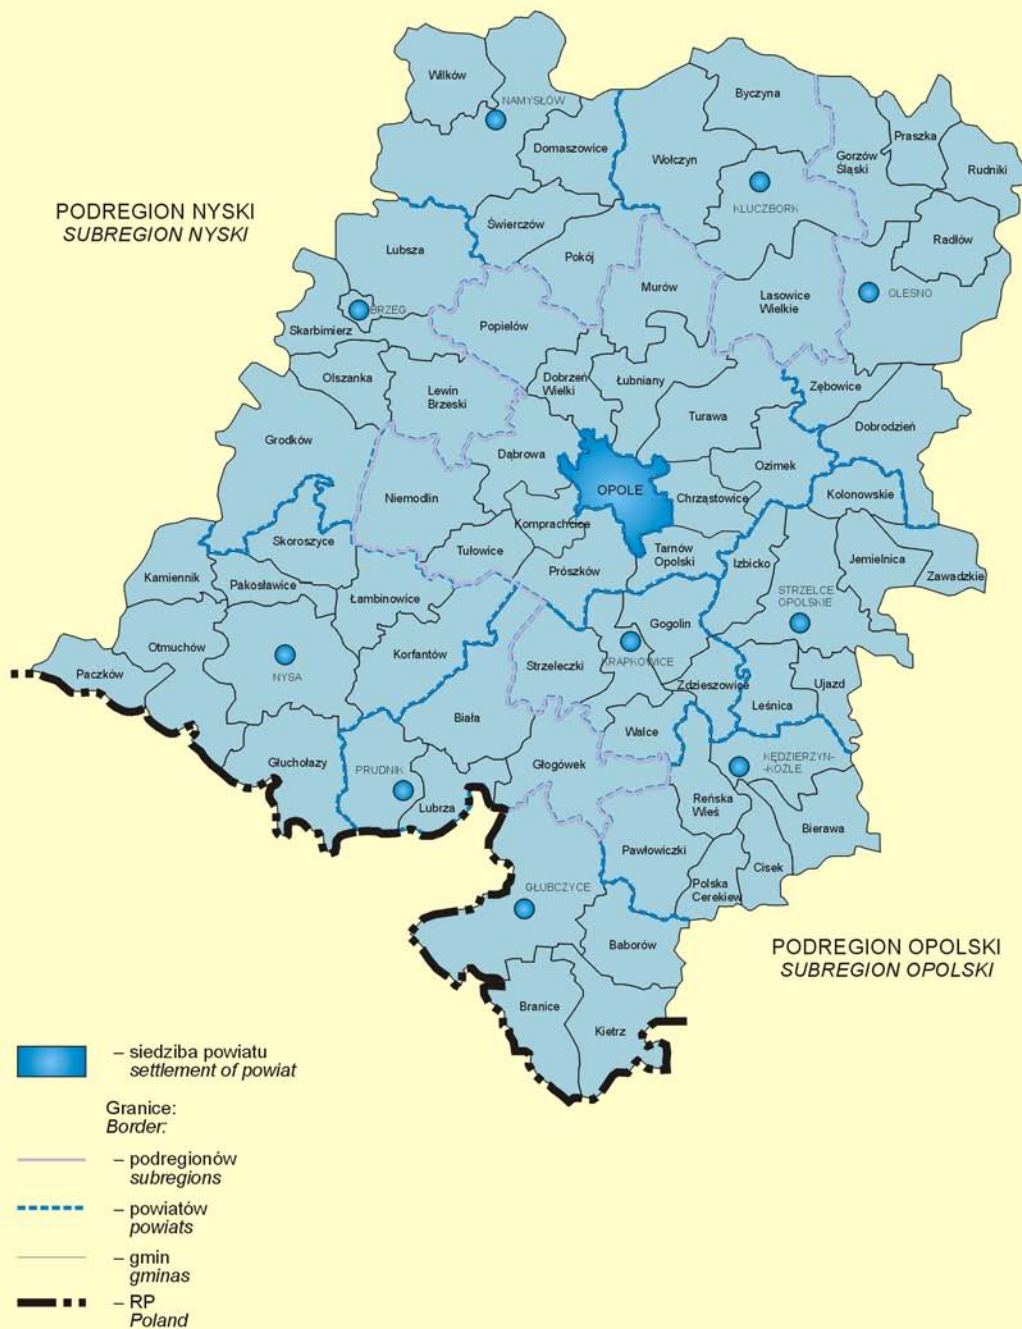 Wilków
NAMYSŁÓW
Domaszowice
Wołczyn
Byczyna
Gorzów
Śląski
Praszka
Rudniki
KLUCZBORK
PODREGION NYSKI
SUBREGION NYSKI
Świerczów
Lubsza
Pokój
Radłów
Murów
Lasowice
Wielkie
OLESNO
BRZEG
Skarbimierz
Popielów
Olszanka
Lewin
Brzeski
Dobrzeń
Wielki
Łubniany
Zębowice
Turawa
Dobrodzień
Grodków
Dąbrowa
Ozimek
Niemodlin
OPOLE
Chrząstowice
Kolonowskie
Komprachcice
Skoroszyce
Tułowice
Tarnów
Opolski
Izbicko
Jemielnica
Zawadzkie
Kamiennik
Pakosławice
Prószków
Łambinowice
STRZELCE
OPOLSKIE
Gogolin
Otmuchów
Korfantów
Strzeleczki
KRAPKOWICE
Paczków
NYSA
Zdzieszowice
Ujazd
Leśnica
Biała
Walce
Głuchołazy
PRUDNIK
Głogówek
KĘDZIERZYN-
-KOŹLE
Lubrza
Reńska
Wieś
Bierawa
Pawłowiczki
Cisek
GŁUBCZYCE
Polska
Cerekiew
Baborów
PODREGION OPOLSKI
SUBREGION OPOLSKI
Branice
Kietrz
– siedziba powiatu
settlement of powiat
Granice:
Border:
– podregionów
subregions
– powiatów
powiats
– gmin
gminas
– RP
Poland